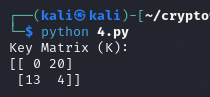 ┌──(kali㉿kali)-[~/crypto
└─$ python 4.py
Key Matrix (K):
[[ 0 20]
 [13  4]]